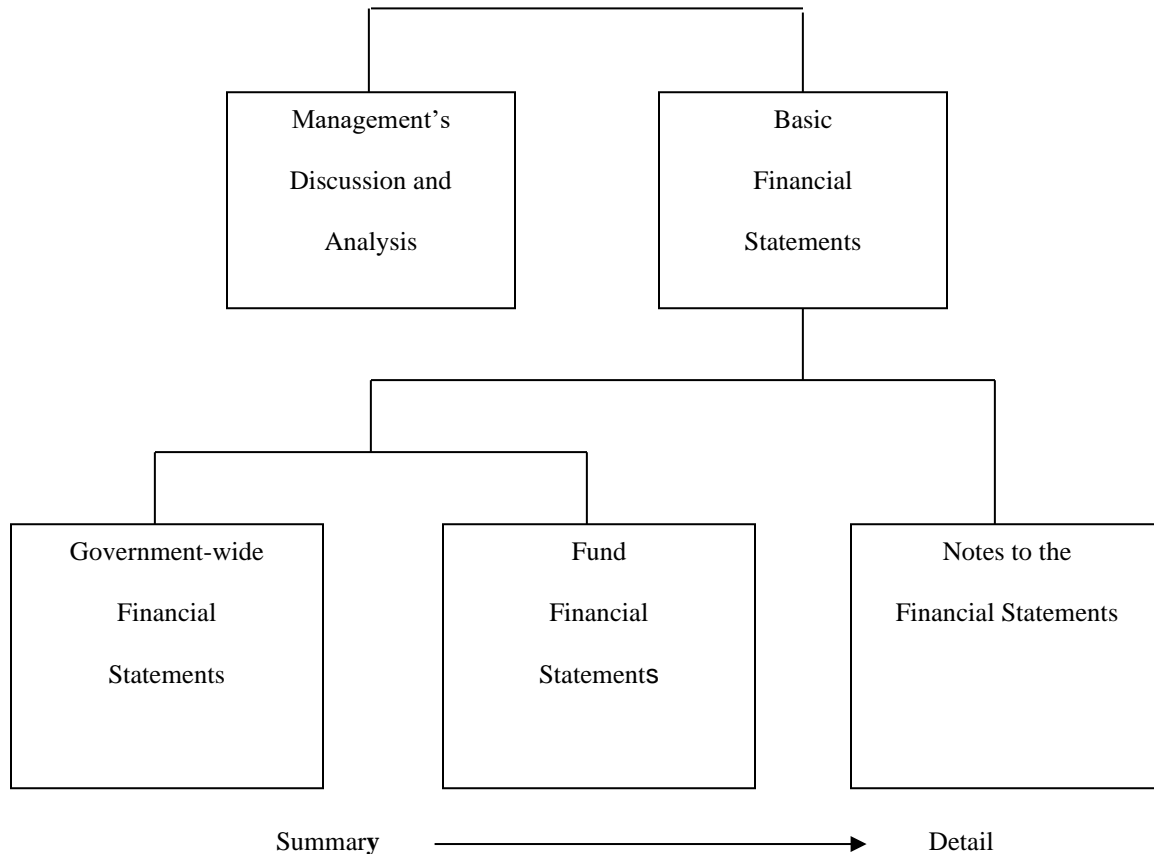 Management’s
Discussion and
Analysis
Basic
Financial
Statements
Government-wide
Financial
Statements
Fund
Financial
Statements
Notes to the
Financial Statements
Summary
Detail